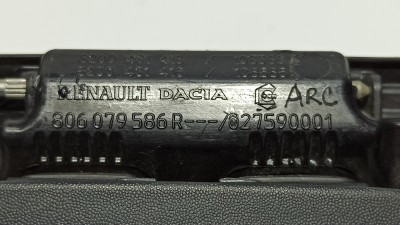 RENAULT DACIA ARC
806 079 586 R---/827590001